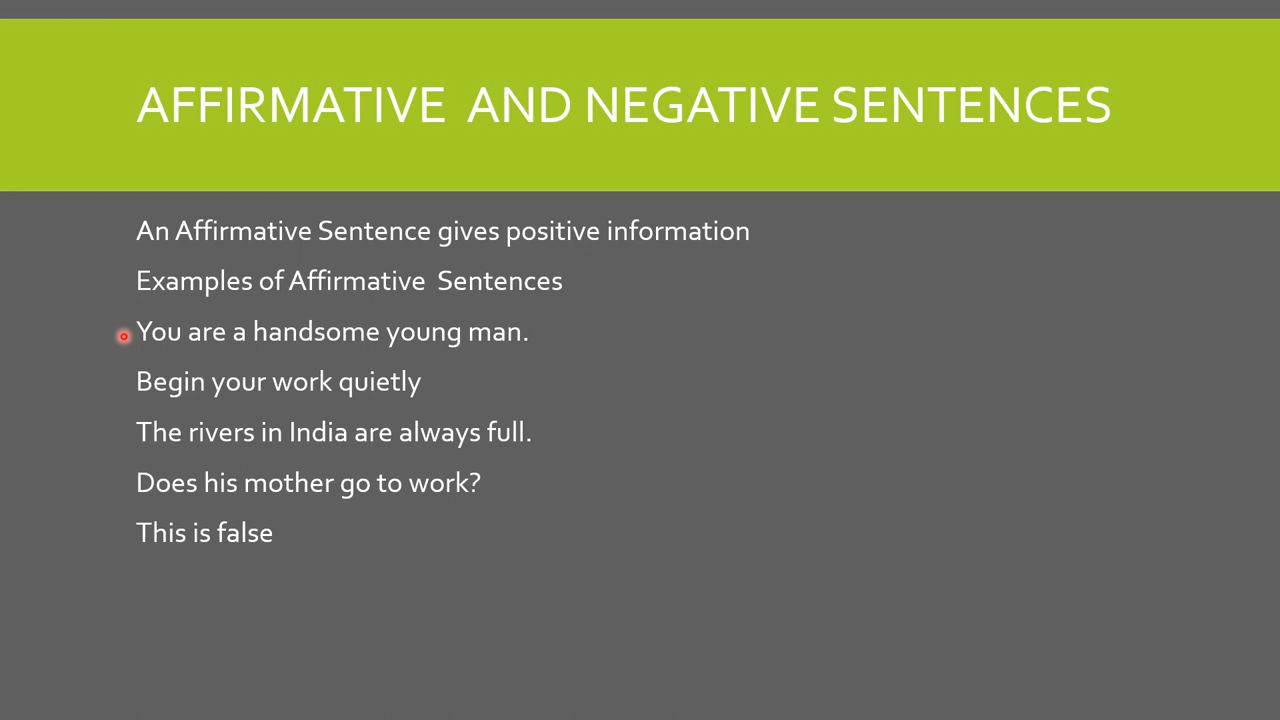 AFFIRMATIVE  AND NEGATIVE SENTENCES
An Affirmative Sentence gives positive information
Examples of Affirmative  Sentences
You are a handsome young man.
Begin your work quietly
The rivers in India are always full.
Does his mother go to work?
This is false